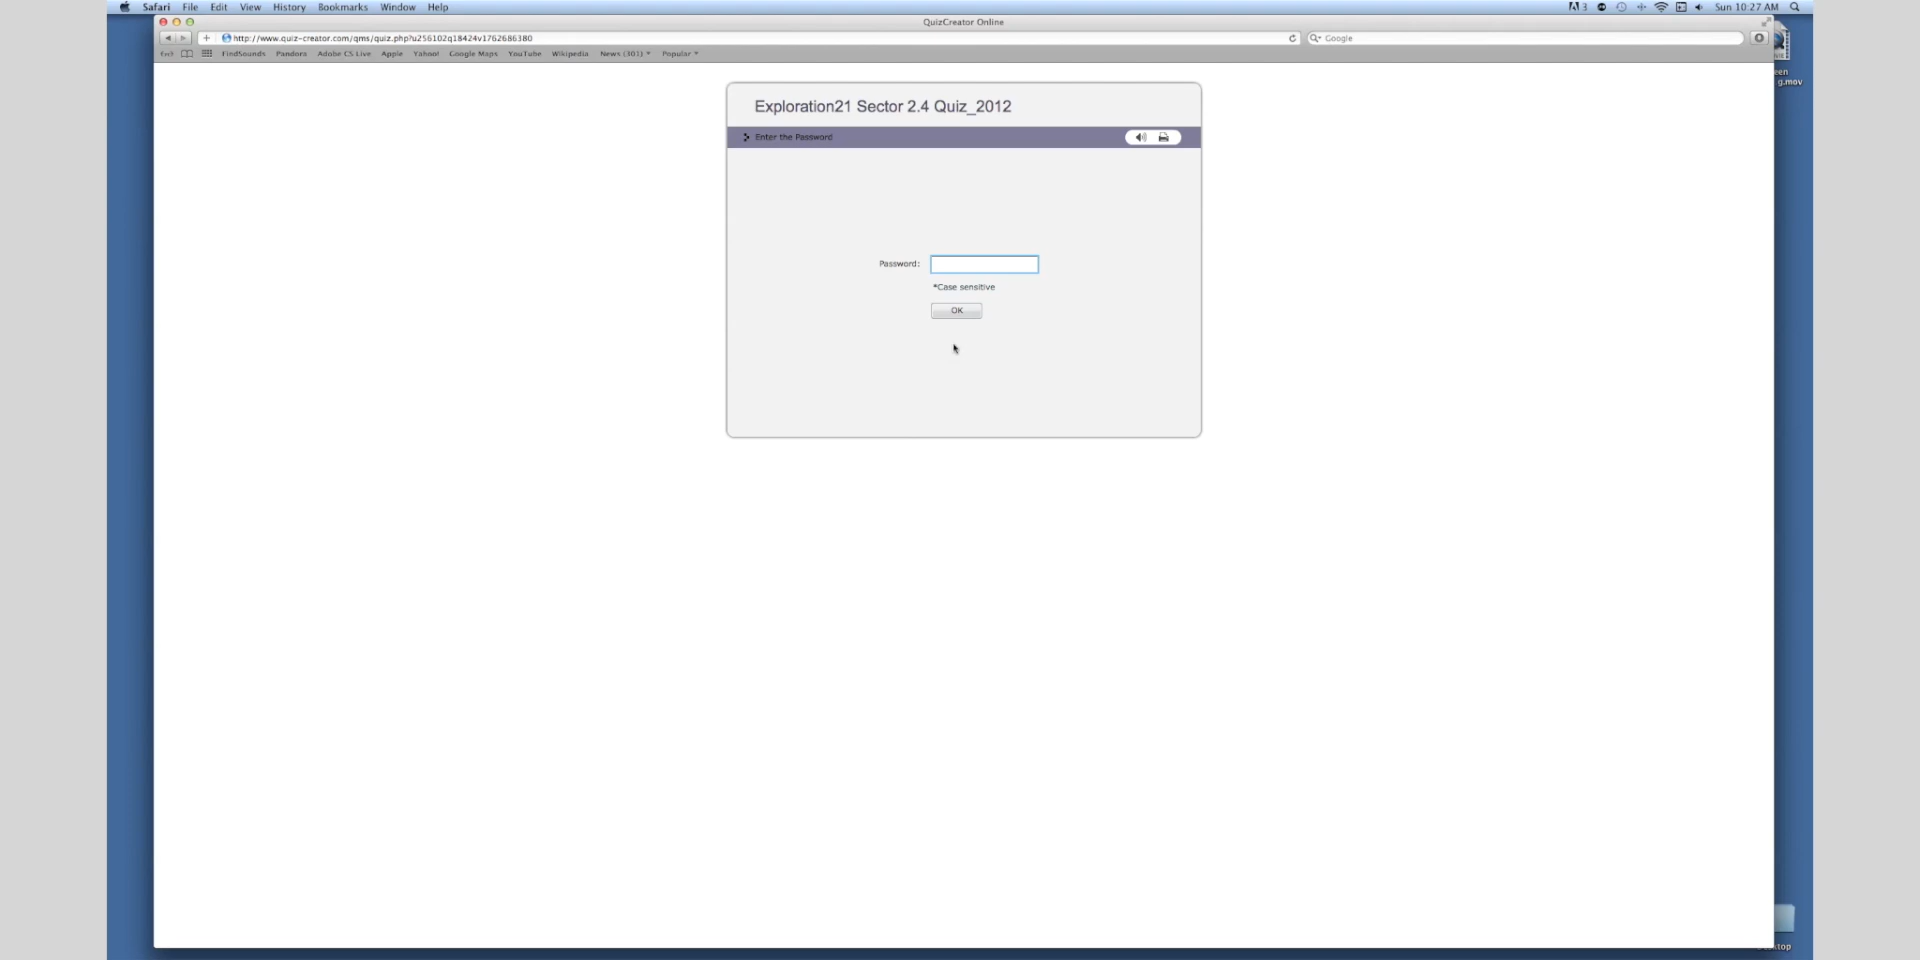 Safari File Edit View History Bookmarks Window Help 3 Sun 10:27 AM
QuizCreator Online
http://www.quiz-creator.com/qms/quiz.php?u256102q18424v1762686380 Google
FindSounds Pandora Adobe CS Live Apple Yahoo! Google Maps YouTube Wikipedia News (301) Popular
g.mov
Exploration21 Sector 2.4 Quiz_2012
Enter the Password
Password:
*Case sensitive
OK